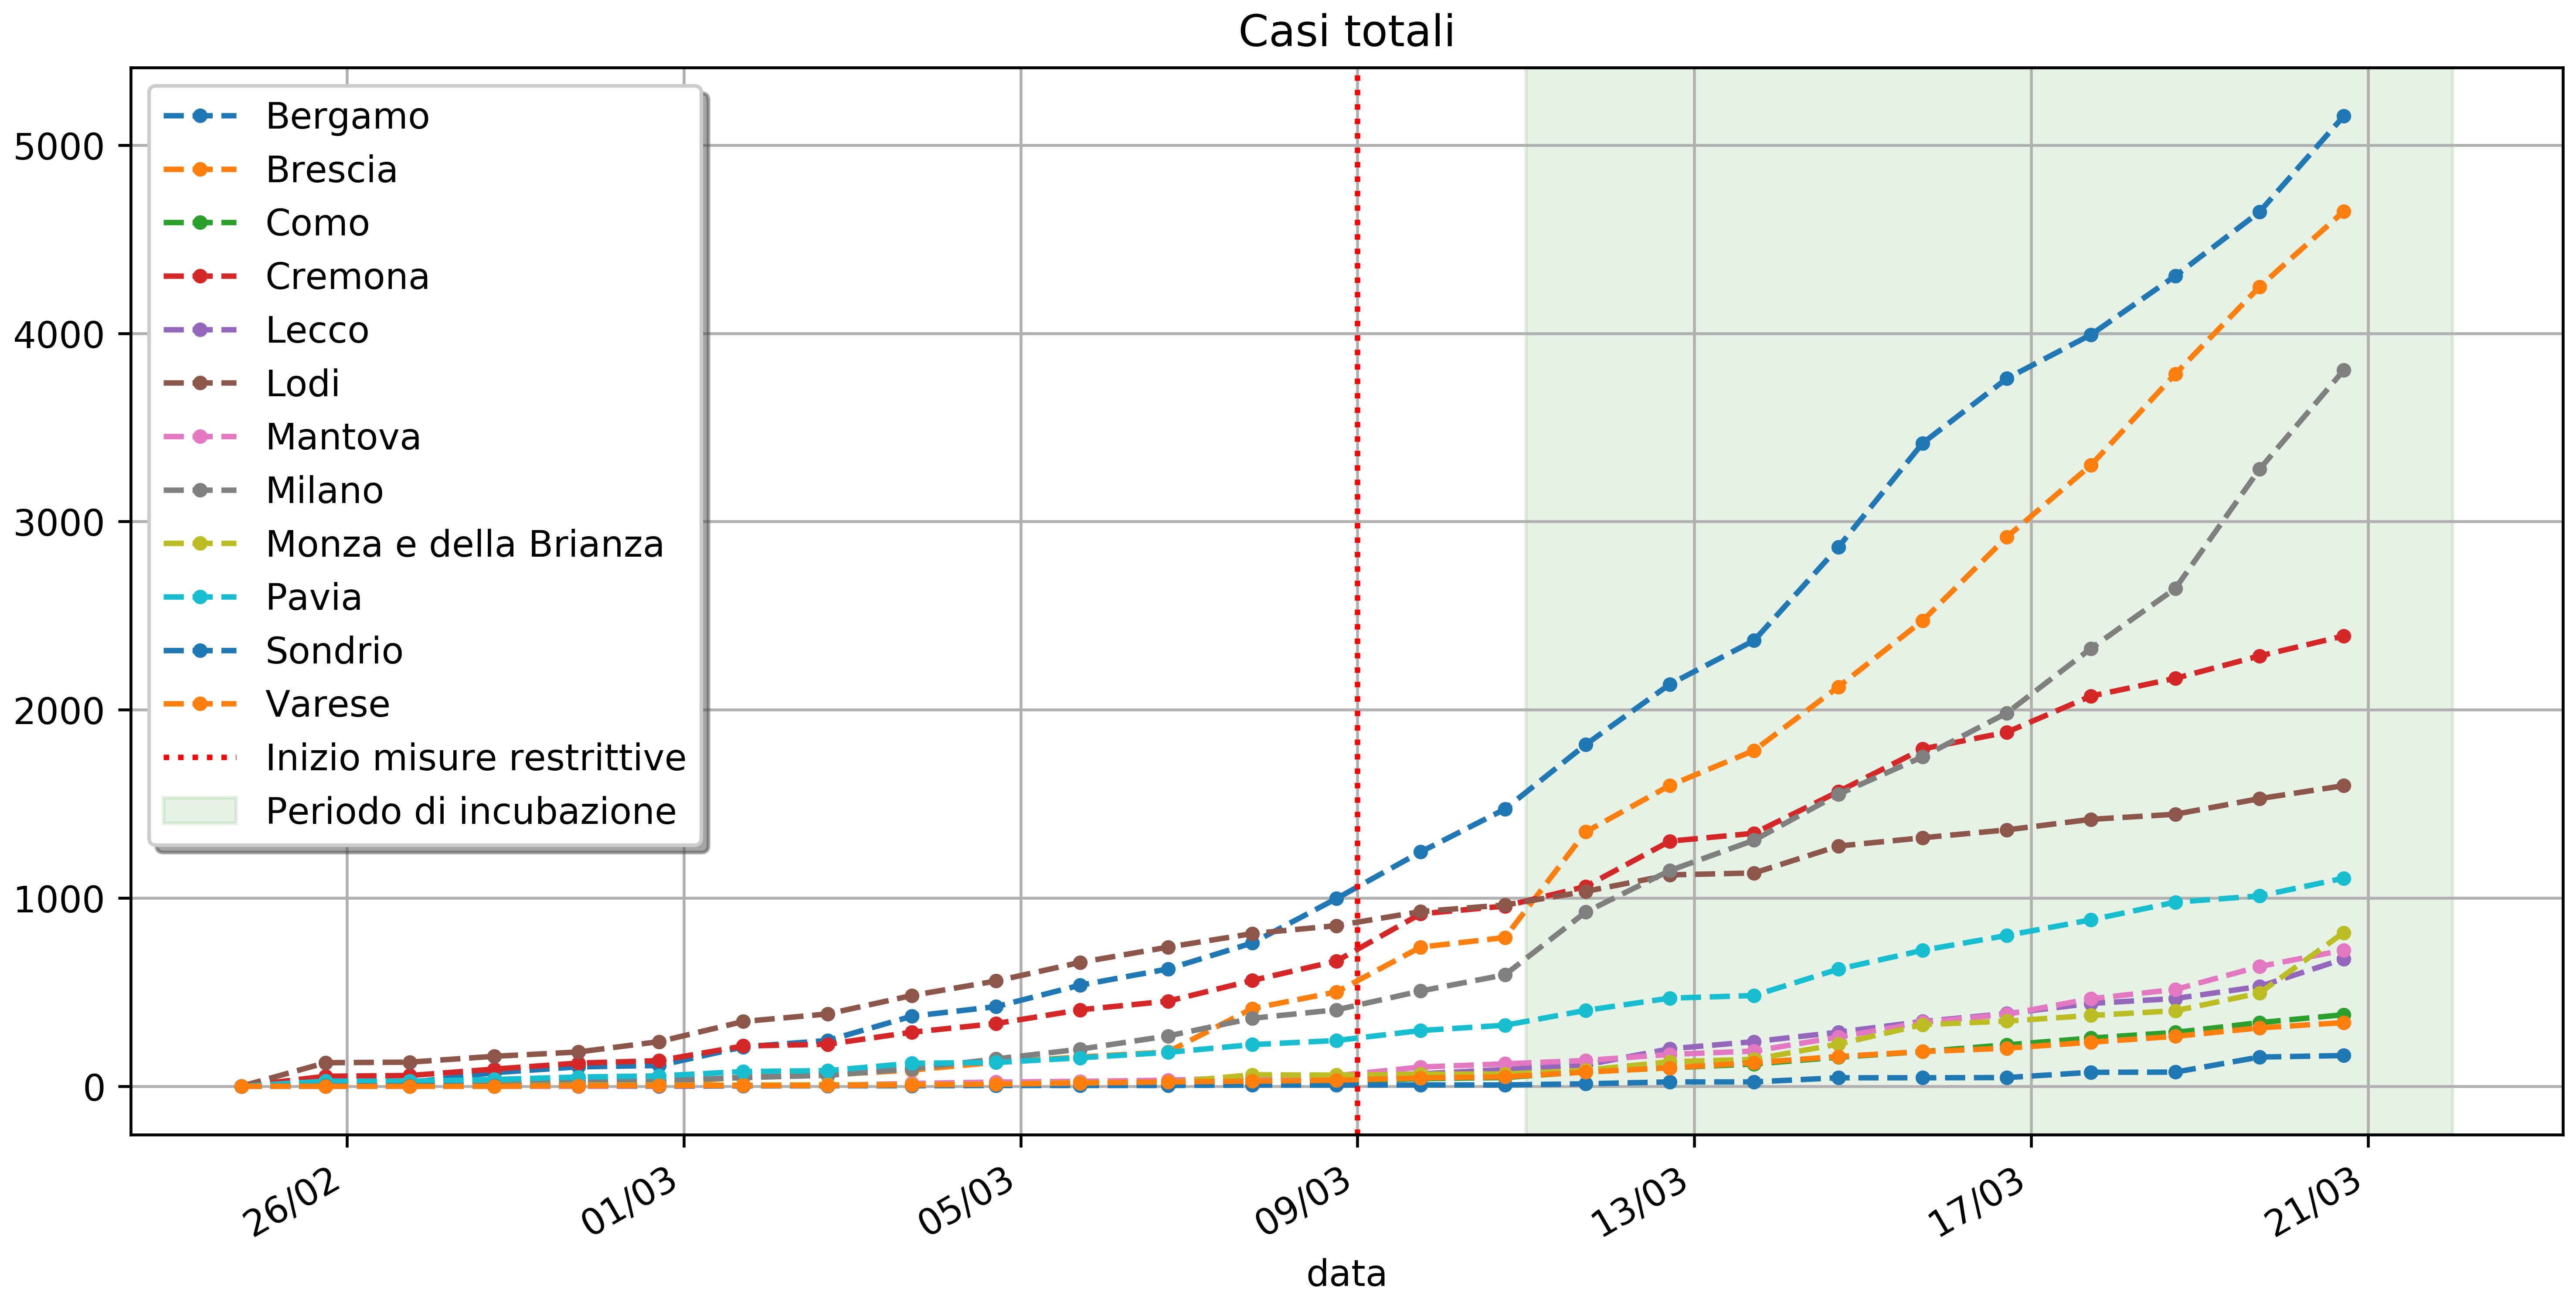 Casi totali
Bergamo
Brescia
Como
Cremona
Lecco
Lodi
Mantova
Milano
Monza e della Brianza
Pavia
Sondrio
Varese
Inizio misure restrittive
Periodo di incubazione
5000
4000
3000
2000
1000
0
26/02 01/03 05/03 09/03 13/03 17/03 21/03
data